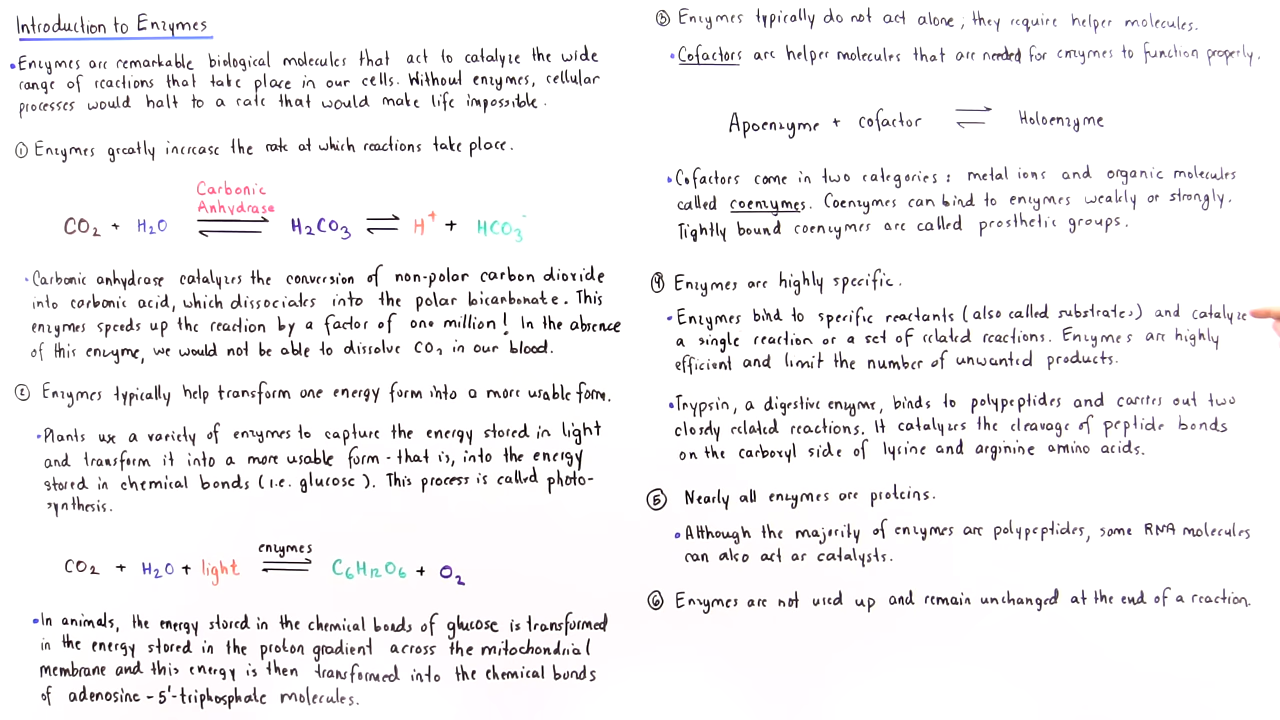 Introduction to Enzymes
•Enzymes are remarkable biological molecules that act to catalyze the wide
range of reactions that take place in our cells. Without enzymes, cellular
processes would halt to a rate that would make life impossible.
① Enzymes greatly increase the rate at which reactions take place.
Carbonic
Anhydrase
CO₂ + H₂O ⇌ H₂CO₃ ⇌ H⁺ + HCO₃⁻
•Carbonic anhydrase catalyzes the conversion of non-polar carbon dioxide
into carbonic acid, which dissociates into the polar bicarbonate. This
enzymes speeds up the reaction by a factor of one million! In the absence
of this enzyme, we would not be able to dissolve CO₂ in our blood.
② Enzymes typically help transform one energy form into a more usable form.
•Plants use a variety of enzymes to capture the energy stored in light
and transform it into a more usable form - that is, into the energy
stored in chemical bonds (i.e. glucose). This process is called photo-
synthesis.
enzymes
CO₂ + H₂O + light ⇌ C₆H₁₂O₆ + O₂
•In animals, the energy stored in the chemical bonds of glucose is transformed
in the energy stored in the proton gradient across the mitochondrial
membrane and this energy is then transformed into the chemical bonds
of adenosine-5'-triphosphate molecules.
③ Enzymes typically do not act alone; they require helper molecules.
•Cofactors are helper molecules that are needed for enzymes to function properly.
Apoenzyme + cofactor ⇌ Holoenzyme
•Cofactors come in two categories: metal ions and organic molecules
called coenzymes. Coenzymes can bind to enzymes weakly or strongly.
Tightly bound coenzymes are called prosthetic groups.
④ Enzymes are highly specific.
•Enzymes bind to specific reactants (also called substrates) and catalyze
a single reaction or a set of related reactions. Enzymes are highly
efficient and limit the number of unwanted products.
•Trypsin, a digestive enzyme, binds to polypeptides and carries out two
closely related reactions. It catalyzes the cleavage of peptide bonds
on the carboxyl side of lysine and arginine amino acids.
⑤ Nearly all enzymes are proteins.
•Although the majority of enzymes are polypeptides, some RNA molecules
can also act as catalysts.
⑥ Enzymes are not used up and remain unchanged at the end of a reaction.